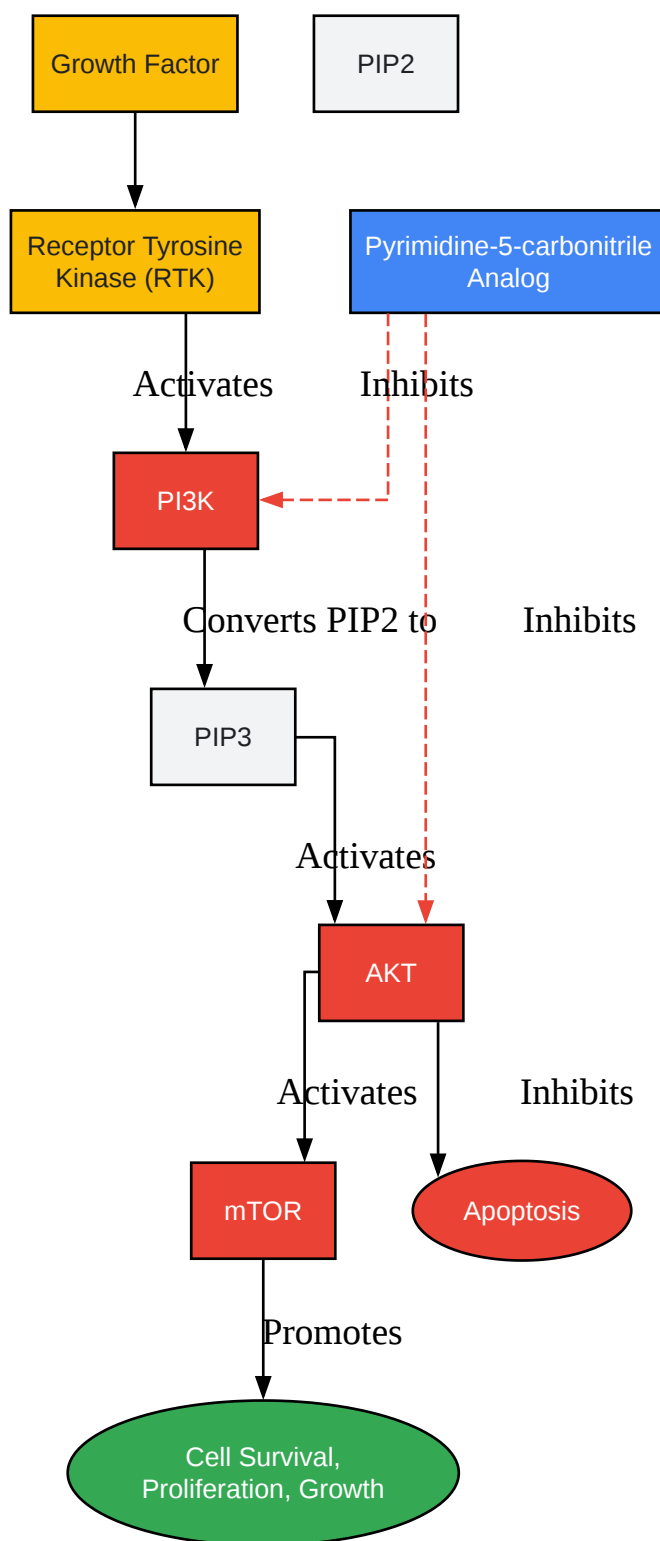 Growth Factor
PIP2
Receptor Tyrosine
Kinase (RTK)
Pyrimidine-5-carbonitrile
Analog
Activates
Inhibits
PI3K
Converts PIP2 to
Inhibits
PIP3
Activates
AKT
Activates
Inhibits
mTOR
Apoptosis
Promotes
Cell Survival,
Proliferation, Growth